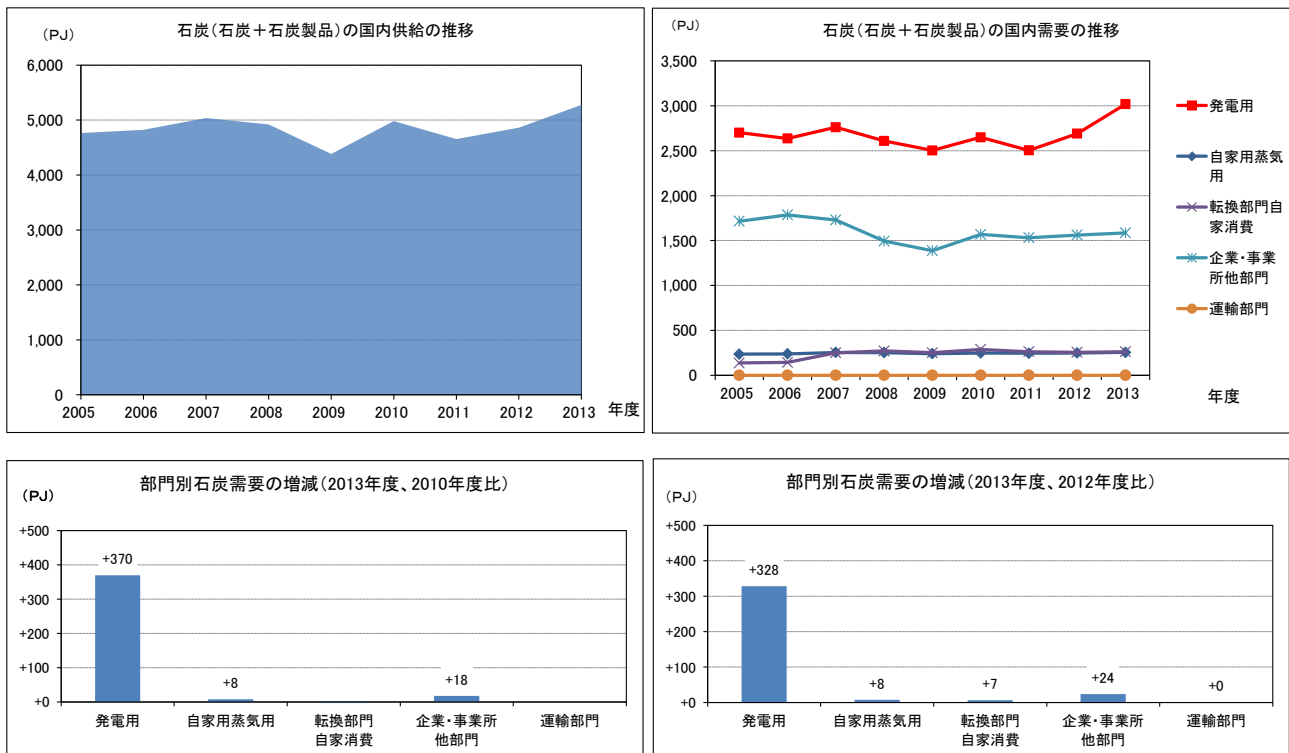 石炭(石炭+石炭製品)の国内供給の推移
(PJ)
6,000
5,000
4,000
3,000
2,000
1,000
0
2005 2006 2007 2008 2009 2010 2011 2012 2013
年度
石炭(石炭+石炭製品)の国内需要の推移
(PJ)
3,500
3,000
2,500
2,000
1,500
1,000
500
0
2005 2006 2007 2008 2009 2010 2011 2012 2013
年度
発電用
自家用蒸気
用
転換部門自
家消費
企業・事業
所他部門
運輸部門
部門別石炭需要の増減(2013年度、2010年度比)
(PJ)
+500
+400
+300
+200
+100
+0
+370
+8
+18
発電用 自家用蒸気用 転換部門 企業・事業所 運輸部門
自家消費 他部門
部門別石炭需要の増減(2013年度、2012年度比)
(PJ)
+500
+400
+300
+200
+100
+0
+328
+8
+7
+24
+0
発電用 自家用蒸気用 転換部門 企業・事業所 運輸部門
自家消費 他部門